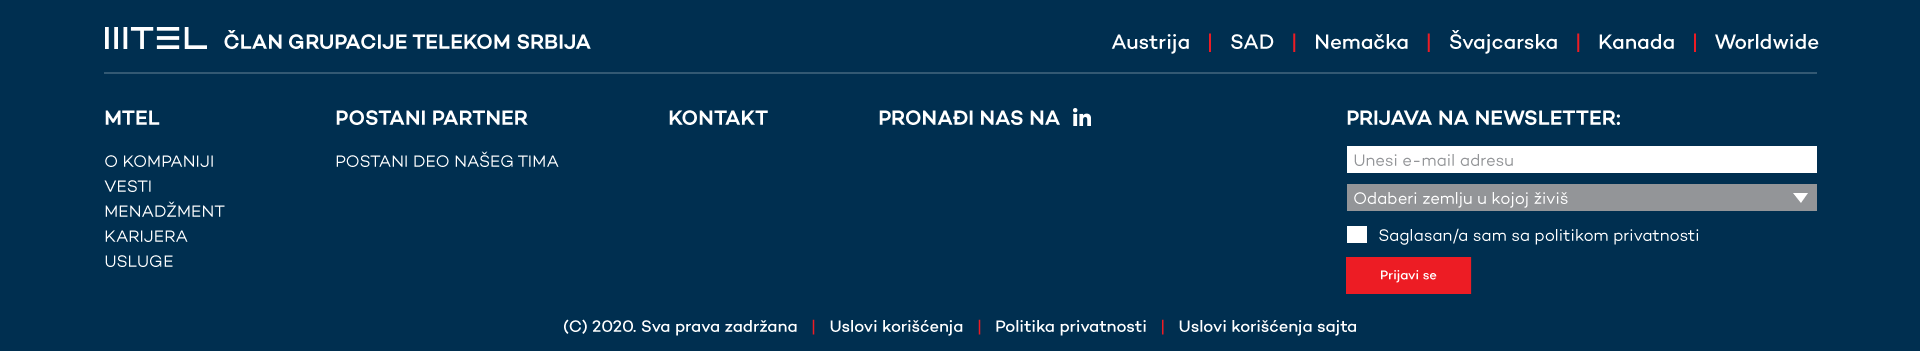 MTEL ČLAN GRUPACIJE TELEKOM SRBIJA
Austrija | SAD | Nemačka | Švajcarska | Kanada | Worldwide
MTEL
O KOMPANIJI
VESTI
MENADŽMENT
KARIJERA
USLUGE
POSTANI PARTNER
POSTANI DEO NAŠEG TIMA
KONTAKT
PRONAĐI NAS NA in
PRIJAVA NA NEWSLETTER:
Unesi e-mail adresu
Odaberi zemlju u kojoj živiš
Saglasan/a sam sa politikom privatnosti
Prijavi se
(C) 2020. Sva prava zadržana | Uslovi korišćenja | Politika privatnosti | Uslovi korišćenja sajta